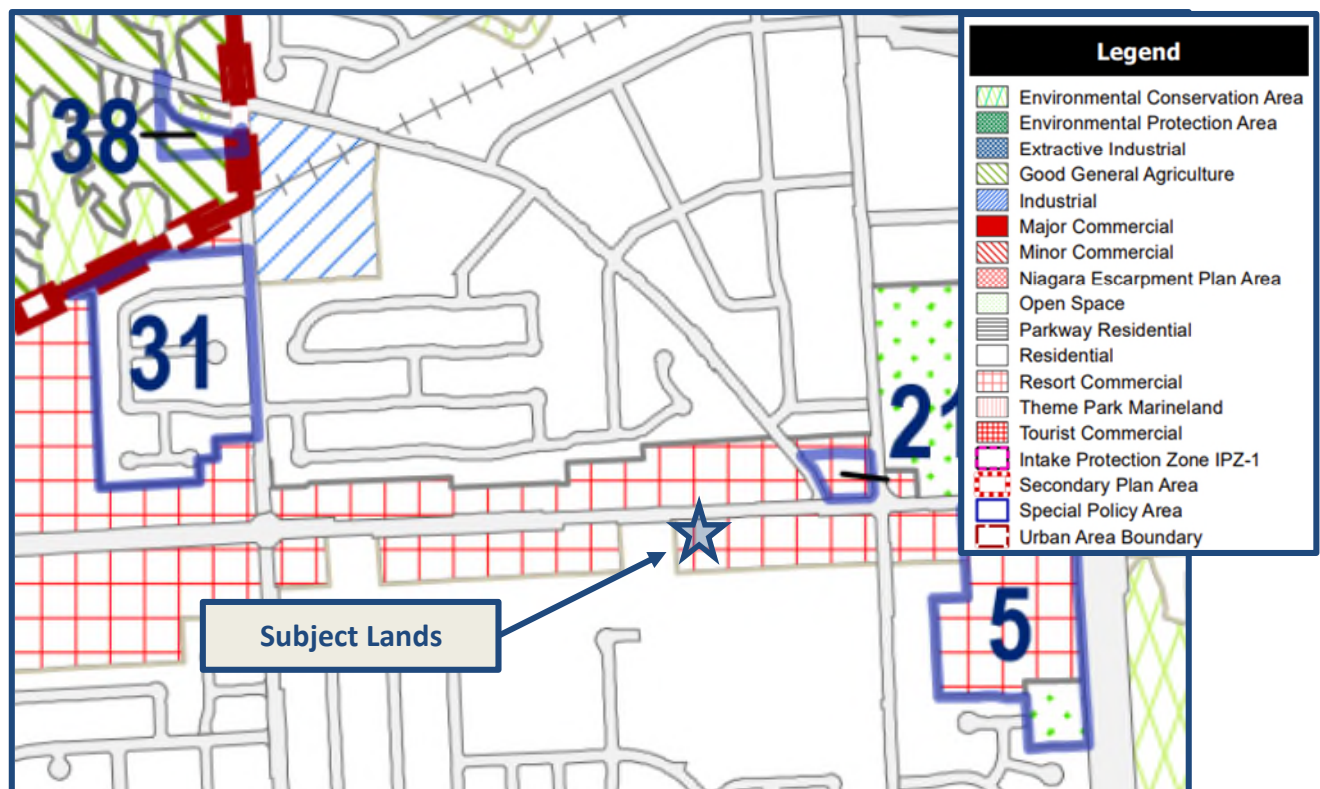 38
31
21
5
Subject Lands
Legend
Environmental Conservation Area
Environmental Protection Area
Extractive Industrial
Good General Agriculture
Industrial
Major Commercial
Minor Commercial
Niagara Escarpment Plan Area
Open Space
Parkway Residential
Residential
Resort Commercial
Theme Park Marineland
Tourist Commercial
Intake Protection Zone IPZ-1
Secondary Plan Area
Special Policy Area
Urban Area Boundary